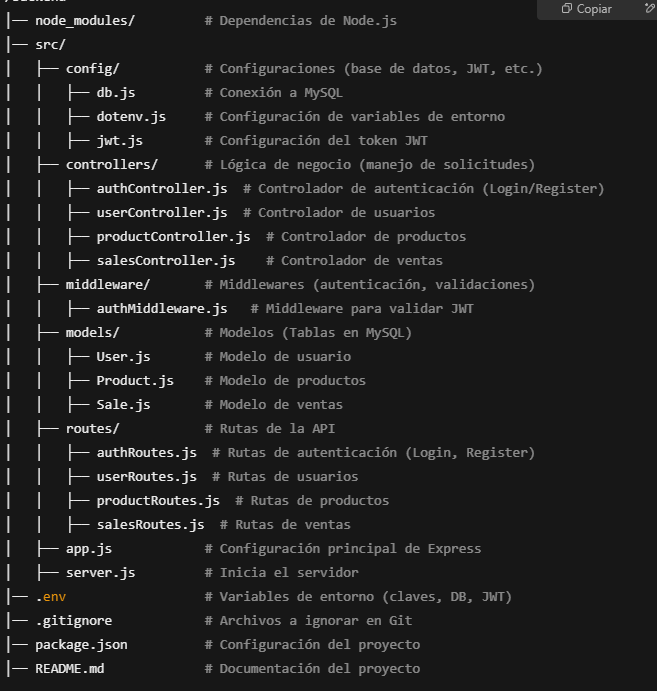 Copiar
├── node_modules/         # Dependencias de Node.js
├── src/
│   ├── config/           # Configuraciones (base de datos, JWT, etc.)
│   │   ├── db.js         # Conexión a MySQL
│   │   ├── dotenv.js     # Configuración de variables de entorno
│   │   ├── jwt.js        # Configuración del token JWT
│   ├── controllers/      # Lógica de negocio (manejo de solicitudes)
│   │   ├── authController.js  # Controlador de autenticación (Login/Register)
│   │   ├── userController.js  # Controlador de usuarios
│   │   ├── productController.js  # Controlador de productos
│   │   ├── salesController.js    # Controlador de ventas
│   ├── middleware/       # Middlewares (autenticación, validaciones)
│   │   ├── authMiddleware.js   # Middleware para validar JWT
│   ├── models/           # Modelos (Tablas en MySQL)
│   │   ├── User.js       # Modelo de usuario
│   │   ├── Product.js    # Modelo de productos
│   │   ├── Sale.js       # Modelo de ventas
│   ├── routes/           # Rutas de la API
│   │   ├── authRoutes.js  # Rutas de autenticación (Login, Register)
│   │   ├── userRoutes.js  # Rutas de usuarios
│   │   ├── productRoutes.js  # Rutas de productos
│   │   ├── salesRoutes.js  # Rutas de ventas
│   ├── app.js            # Configuración principal de Express
│   ├── server.js         # Inicia el servidor
├── .env                  # Variables de entorno (claves, DB, JWT)
├── .gitignore            # Archivos a ignorar en Git
├── package.json          # Configuración del proyecto
├── README.md             # Documentación del proyecto